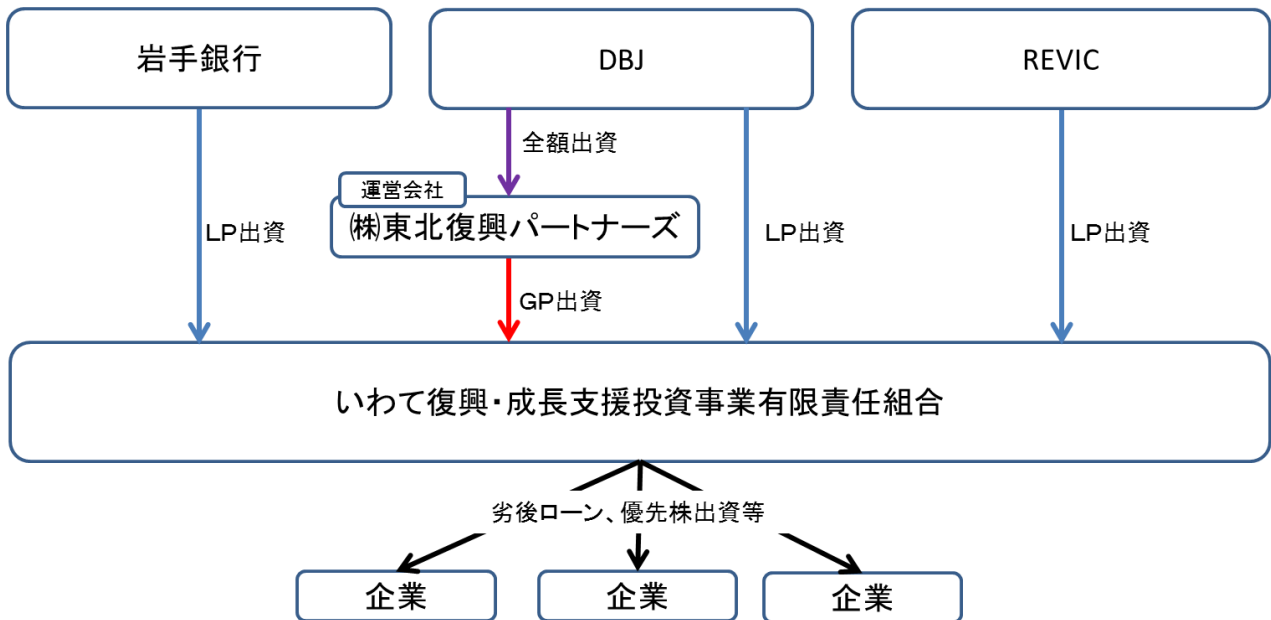 岩手銀行
DBJ
REVIC
全額出資
運営会社
㈱東北復興パートナーズ
LP出資
LP出資
LP出資
GP出資
いわて復興・成長支援投資事業有限責任組合
劣後ローン、優先株出資等
企業
企業
企業